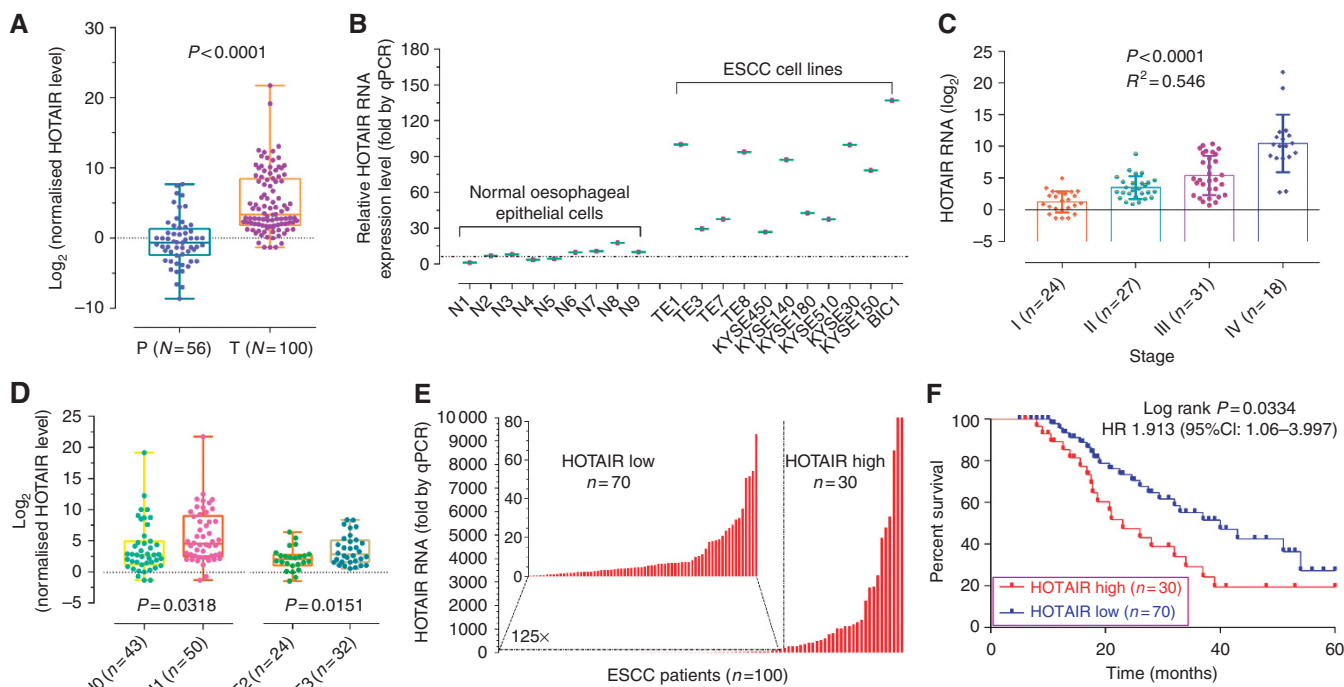 A
P<0.0001
Log2 (normalised HOTAIR level)
30
20
10
0
−10
P (N=56)
T (N=100)
B
Relative HOTAIR RNA
expression level (fold by qPCR)
180
150
120
90
60
30
0
ESCC cell lines
Normal oesophageal
epithelial cells
N1
N2
N3
N4
N5
N6
N7
N8
N9
TE1
TE3
TE7
TE8
KYSE450
KYSE140
KYSE180
KYSE510
KYSE30
KYSE150
BIC1
C
P<0.0001
R2=0.546
HOTAIR RNA (log2)
25
20
15
10
5
0
−5
I (n=24)
II (n=27)
III (n=31)
IV (n=18)
Stage
D
Log2
(normalised HOTAIR level)
25
20
15
10
5
0
−5
P=0.0318
P=0.0151
(n=43)
(n=50)
(n=24)
(n=32)
E
HOTAIR RNA (fold by qPCR)
10 000
9000
8000
7000
6000
5000
4000
3000
2000
1000
0
80
60
40
20
0
HOTAIR low
n=70
HOTAIR high
n=30
125×
ESCC patients (n=100)
F
Log rank P=0.0334
HR 1.913 (95%CI: 1.06–3.997)
Percent survival
100
80
60
40
20
0
HOTAIR high (n=30)
HOTAIR low (n=70)
0
20
40
60
Time (months)